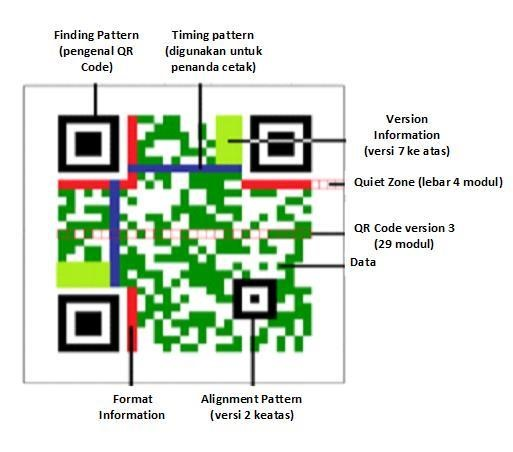 Finding Pattern
(pengenal QR
Code)
Timing pattern
(digunakan untuk
penanda cetak)
Version
Information
(versi 7 ke atas)
Quiet Zone (lebar 4 modul)
QR Code version 3
(29 modul)
Data
Format
Information
Alignment Pattern
(versi 2 keatas)